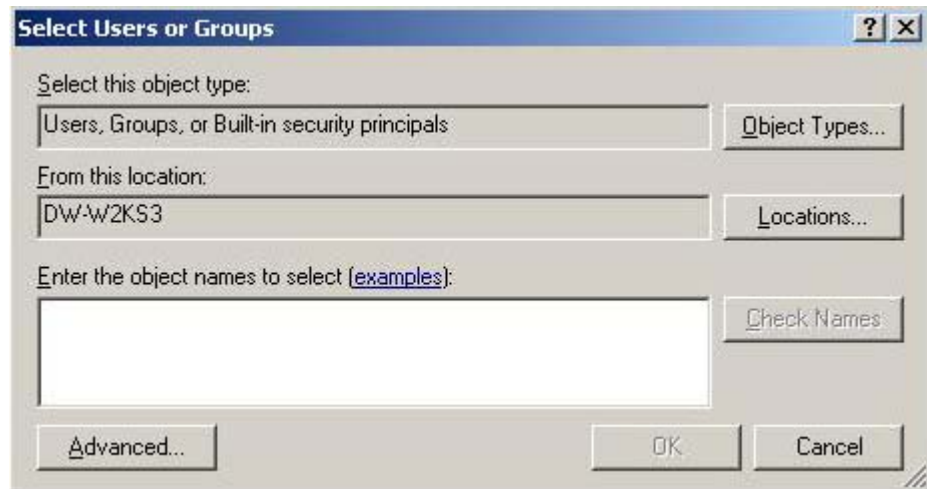 Select Users or Groups
Select this object type:
Users, Groups, or Built-in security principals
Object Types...
From this location:
DW-W2KS3
Locations...
Enter the object names to select (examples):
Check Names
Advanced...
OK
Cancel